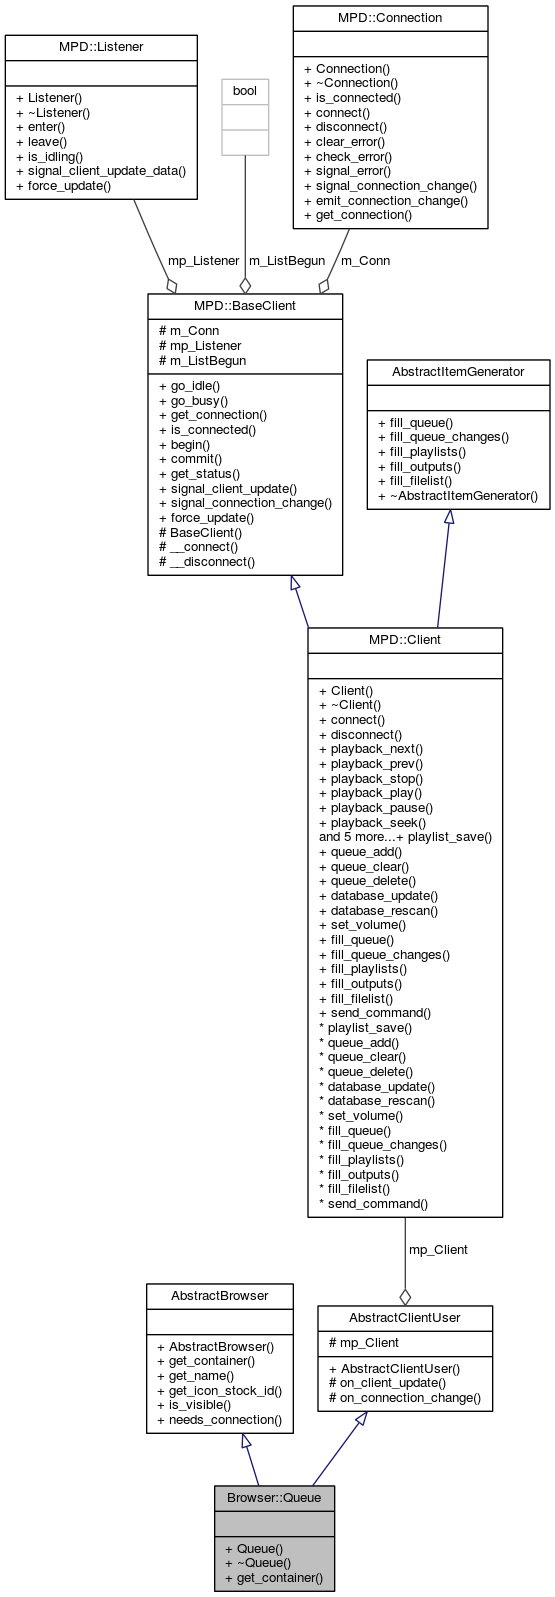 MPD::Connection
+ Connection()
+ ~Connection()
+ is_connected()
+ connect()
+ disconnect()
+ clear_error()
+ check_error()
+ signal_error()
+ signal_connection_change()
+ emit_connection_change()
+ get_connection()
MPD::Listener
+ Listener()
+ ~Listener()
+ enter()
+ leave()
+ is_idling()
+ signal_client_update_data()
+ force_update()
bool
mp_Listener
m_ListBegun
m_Conn
MPD::BaseClient
# m_Conn
# mp_Listener
# m_ListBegun
+ go_idle()
+ go_busy()
+ get_connection()
+ is_connected()
+ begin()
+ commit()
+ get_status()
+ signal_client_update()
+ signal_connection_change()
+ force_update()
# BaseClient()
# __connect()
# __disconnect()
AbstractItemGenerator
+ fill_queue()
+ fill_queue_changes()
+ fill_playlists()
+ fill_outputs()
+ fill_filelist()
+ ~AbstractItemGenerator()
MPD::Client
+ Client()
+ ~Client()
+ connect()
+ disconnect()
+ playback_next()
+ playback_prev()
+ playback_stop()
+ playback_play()
+ playback_pause()
+ playback_seek()
and 5 more...+ playlist_save()
+ queue_add()
+ queue_clear()
+ queue_delete()
+ database_update()
+ database_rescan()
+ set_volume()
+ fill_queue()
+ fill_queue_changes()
+ fill_playlists()
+ fill_outputs()
+ fill_filelist()
+ send_command()
* playlist_save()
* queue_add()
* queue_clear()
* queue_delete()
* database_update()
* database_rescan()
* set_volume()
* fill_queue()
* fill_queue_changes()
* fill_playlists()
* fill_outputs()
* fill_filelist()
* send_command()
mp_Client
AbstractBrowser
+ AbstractBrowser()
+ get_container()
+ get_name()
+ get_icon_stock_id()
+ is_visible()
+ needs_connection()
AbstractClientUser
# mp_Client
+ AbstractClientUser()
# on_client_update()
# on_connection_change()
Browser::Queue
+ Queue()
+ ~Queue()
+ get_container()